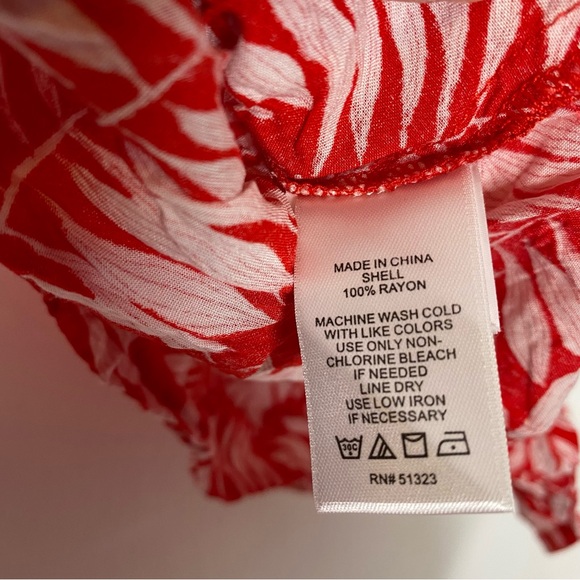 MADE IN CHINA
SHELL
100% RAYON
MACHINE WASH COLD
WITH LIKE COLORS
USE ONLY NON-
CHLORINE BLEACH
IF NEEDED
LINE DRY
USE LOW IRON
IF NECESSARY
30C
RN# 51323